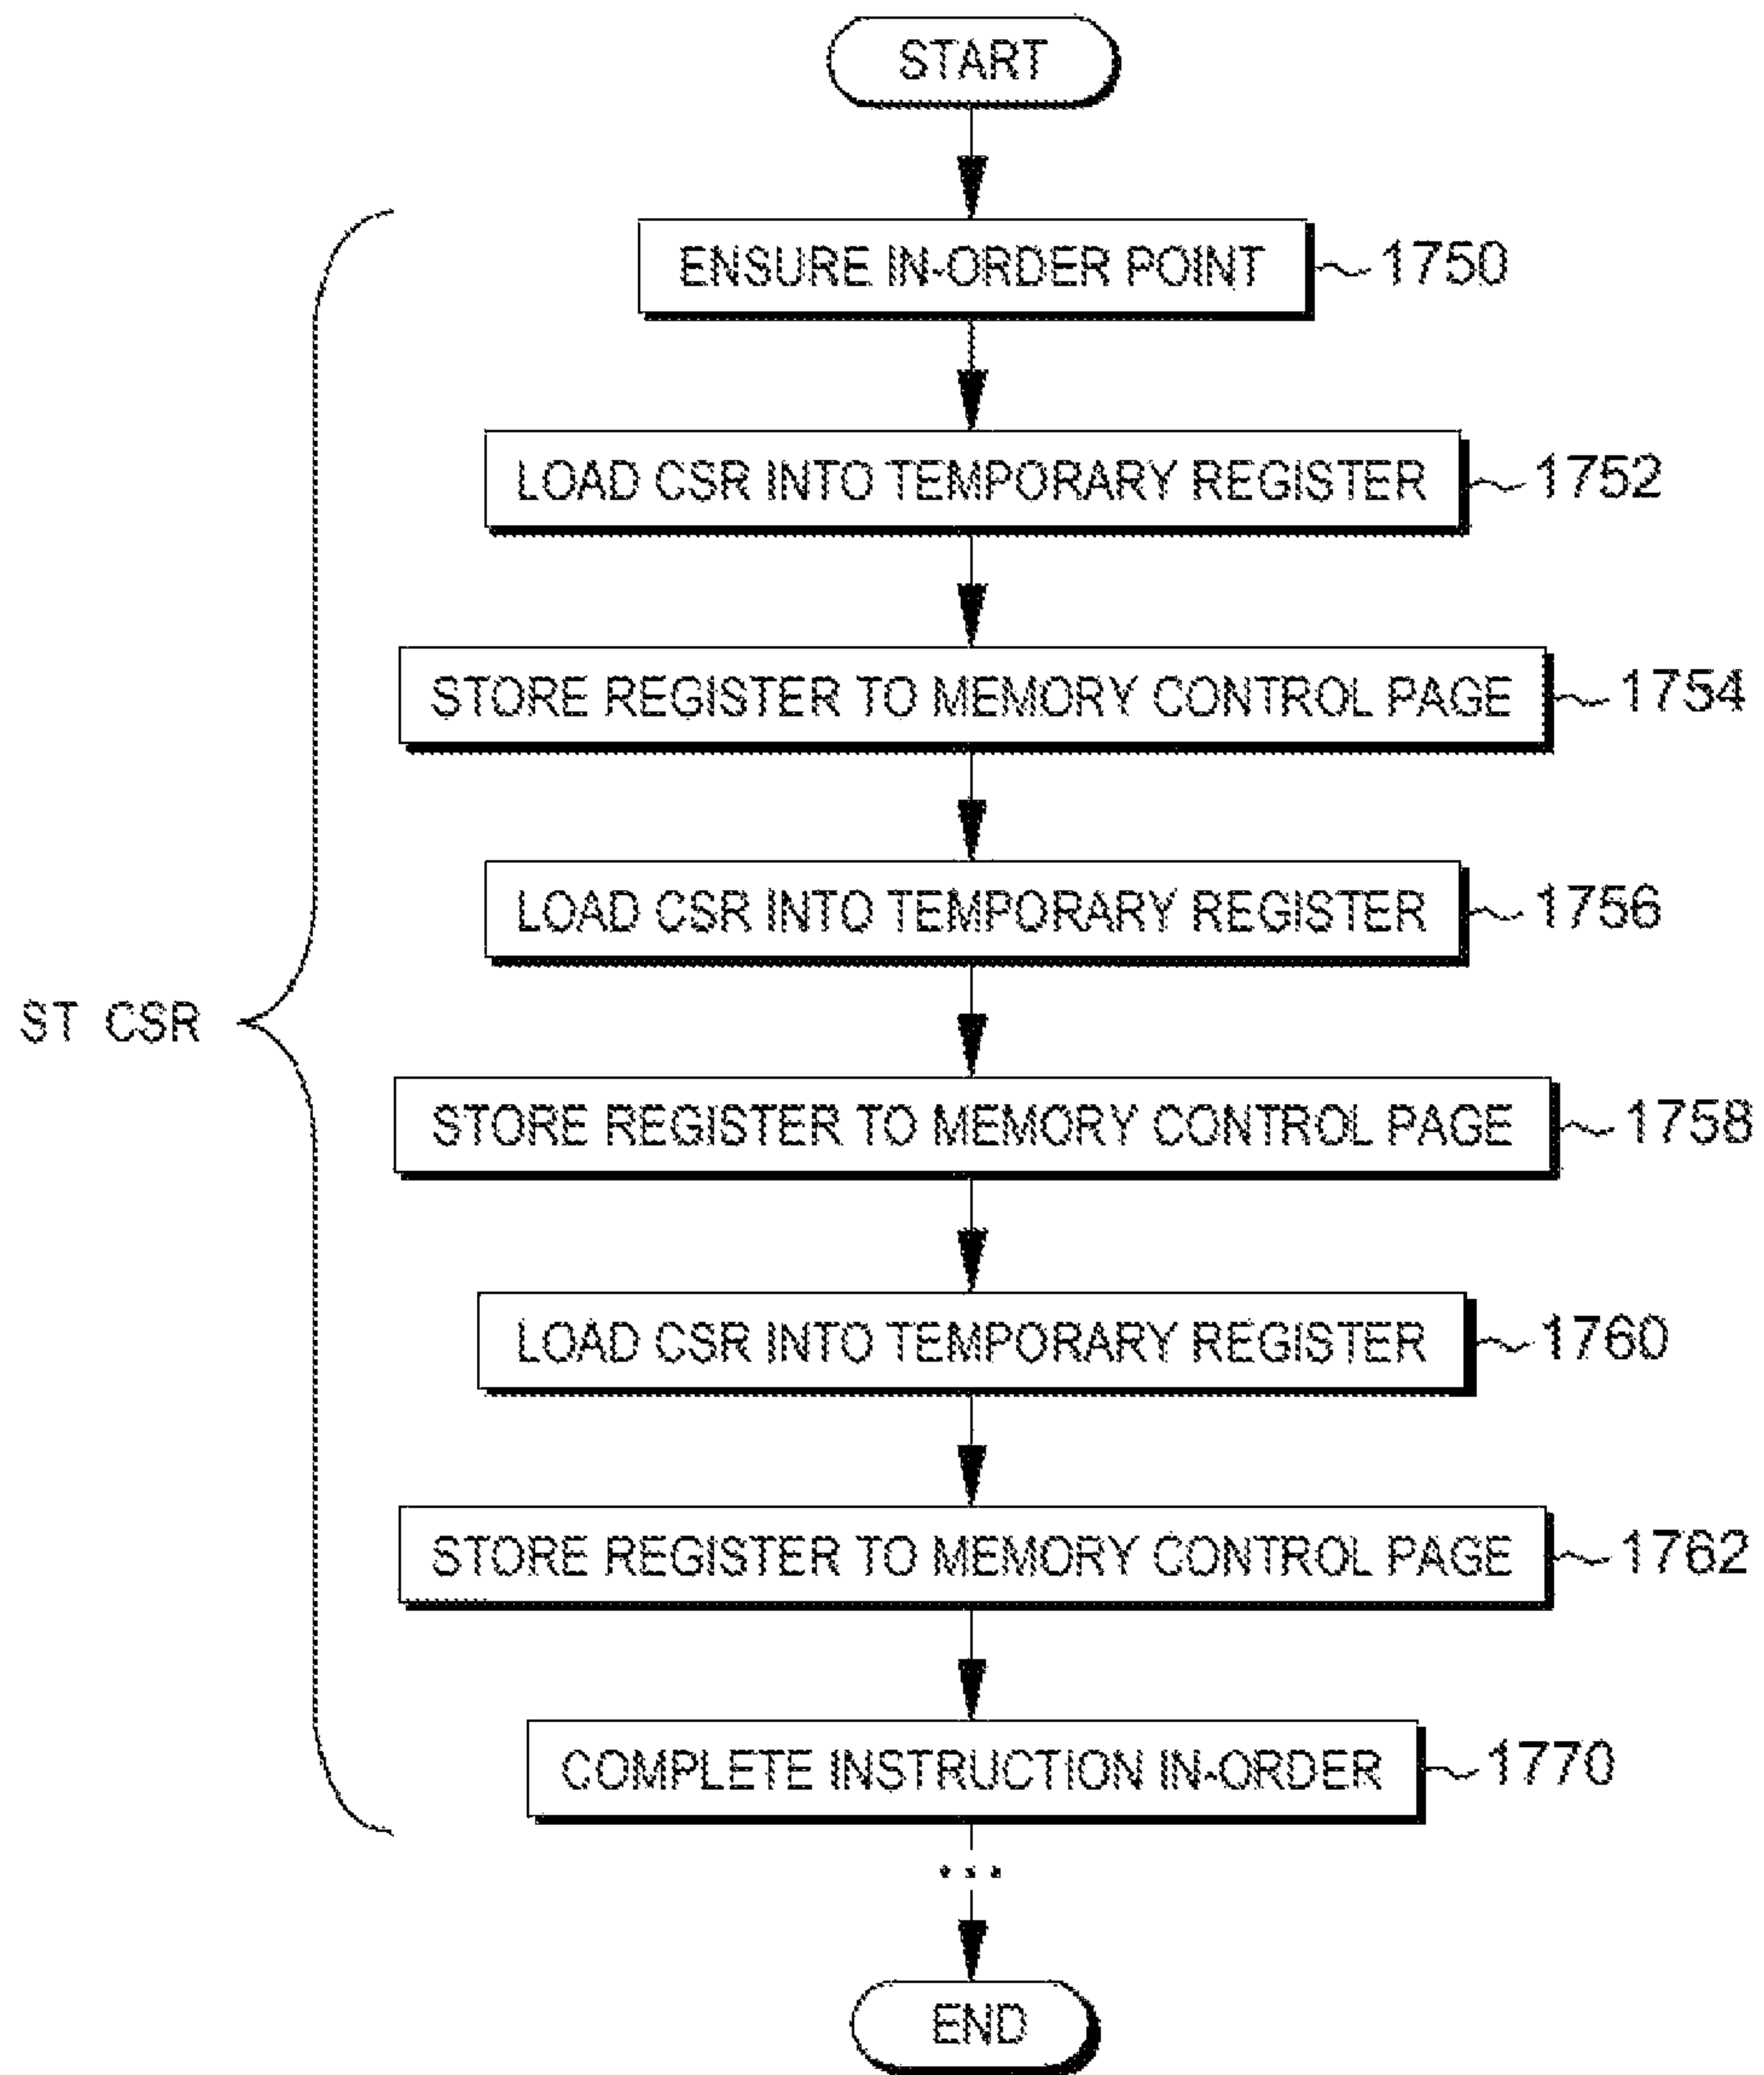 START
ENSURE IN-ORDER POINT 1750
LOAD CSR INTO TEMPORARY REGISTER 1752
STORE REGISTER TO MEMORY CONTROL PAGE 1754
LOAD CSR INTO TEMPORARY REGISTER 1756
ST CSR
STORE REGISTER TO MEMORY CONTROL PAGE 1758
LOAD CSR INTO TEMPORARY REGISTER 1760
STORE REGISTER TO MEMORY CONTROL PAGE 1762
COMPLETE INSTRUCTION IN-ORDER 1770
...
END